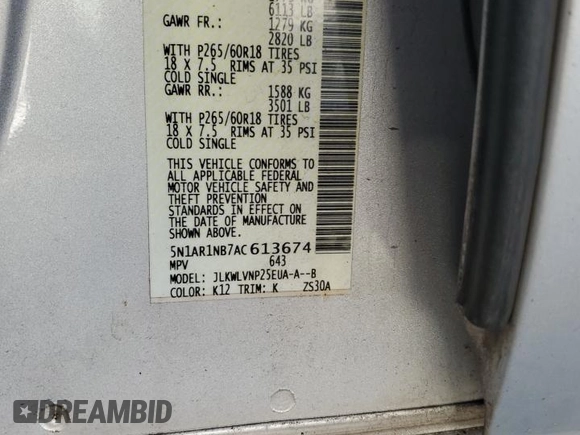 6113 LB
GAWR FR.: 1279 KG
2820 LB
WITH P265/60R18 TIRES
18 X 7.5 RIMS AT 35 PSI
COLD SINGLE
GAWR RR.: 1588 KG
3501 LB
WITH P265/60R18 TIRES
18 X 7.5 RIMS AT 35 PSI
COLD SINGLE
THIS VEHICLE CONFORMS TO
ALL APPLICABLE FEDERAL
MOTOR VEHICLE SAFETY AND
THEFT PREVENTION
STANDARDS IN EFFECT ON
THE DATE OF MANUFACTURE
SHOWN ABOVE.
5N1AR1NB7AC613674
MPV 643
MODEL: JLKWLVNP25EUA-A--B
COLOR: K12 TRIM: K ZS30A
DREAMBID